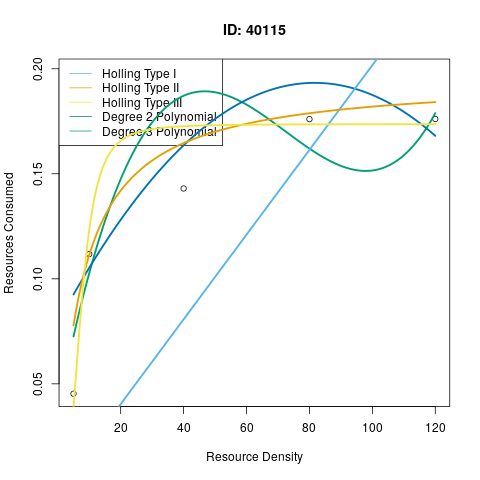 ID: 40115
Holling Type I
Holling Type II
Holling Type III
Degree 2 Polynomial
Degree 3 Polynomial
0.20
0.15
0.10
0.05
Resources Consumed
20 40 60 80 100 120
Resource Density